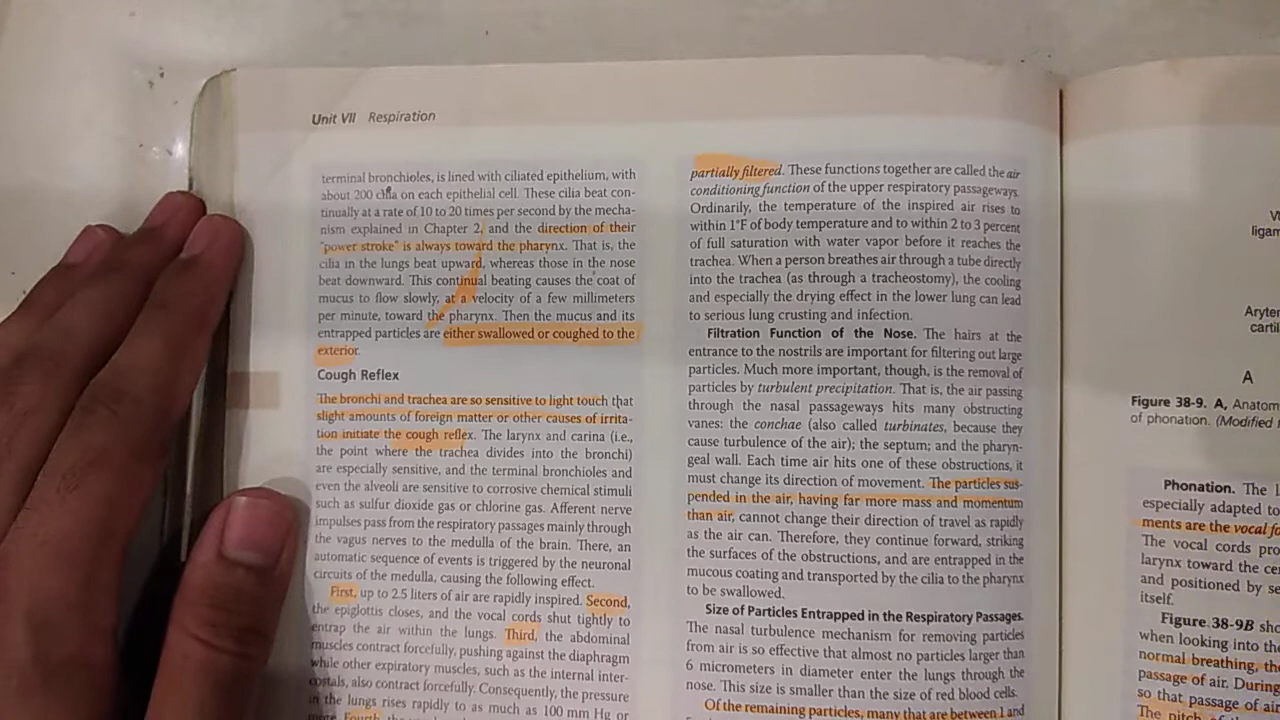 Unit VII Respiration
terminal bronchioles, is lined with ciliated epithelium, with
about 200 cilia on each epithelial cell. These cilia beat con-
tinually at a rate of 10 to 20 times per second by the mecha-
nism explained in Chapter 2, and the direction of their
"power stroke" is always toward the pharynx. That is, the
cilia in the lungs beat upward, whereas those in the nose
beat downward. This continual beating causes the coat of
mucus to flow slowly, at a velocity of a few millimeters
per minute, toward the pharynx. Then the mucus and its
entrapped particles are either swallowed or coughed to the
exterior.
Cough Reflex
The bronchi and trachea are so sensitive to light touch that
slight amounts of foreign matter or other causes of irrita-
tion initiate the cough reflex. The larynx and carina (i.e.,
the point where the trachea divides into the bronchi)
are especially sensitive, and the terminal bronchioles and
even the alveoli are sensitive to corrosive chemical stimuli
such as sulfur dioxide gas or chlorine gas. Afferent nerve
impulses pass from the respiratory passages mainly through
the vagus nerves to the medulla of the brain. There, an
automatic sequence of events is triggered by the neuronal
circuits of the medulla, causing the following effect.
First, up to 2.5 liters of air are rapidly inspired. Second,
the epiglottis closes, and the vocal cords shut tightly to
entrap the air within the lungs. Third, the abdominal
muscles contract forcefully, pushing against the diaphragm
while other expiratory muscles, such as the internal inter-
costals, also contract forcefully. Consequently, the pressure
in the lungs rises rapidly to as much as 100 mm Hg or
more Fourth the
partially filtered. These functions together are called the air
conditioning function of the upper respiratory passageways.
Ordinarily, the temperature of the inspired air rises to
within 1°F of body temperature and to within 2 to 3 percent
of full saturation with water vapor before it reaches the
trachea. When a person breathes air through a tube directly
into the trachea (as through a tracheostomy), the cooling
and especially the drying effect in the lower lung can lead
to serious lung crusting and infection.
Filtration Function of the Nose. The hairs at the
entrance to the nostrils are important for filtering out large
particles. Much more important, though, is the removal of
particles by turbulent precipitation. That is, the air passing
through the nasal passageways hits many obstructing
vanes: the conchae (also called turbinates, because they
cause turbulence of the air); the septum; and the pharyn-
geal wall. Each time air hits one of these obstructions, it
must change its direction of movement. The particles sus-
pended in the air, having far more mass and momentum
than air, cannot change their direction of travel as rapidly
as the air can. Therefore, they continue forward, striking
the surfaces of the obstructions, and are entrapped in the
mucous coating and transported by the cilia to the pharynx
to be swallowed.
Size of Particles Entrapped in the Respiratory Passages.
The nasal turbulence mechanism for removing particles
from air is so effective that almost no particles larger than
6 micrometers in diameter enter the lungs through the
nose. This size is smaller than the size of red blood cells.
Of the remaining particles, many that are between 1 and
ligam
Aryten
cartil
A
Figure 38-9. A, Anatom
of phonation. (Modified f
Phonation. The l
especially adapted to
ments are the vocal fo
The vocal cords pro
larynx toward the ce
and positioned by se
itself.
Figure 38-9B sho
when looking into the
normal breathing, the
passage of air. During
so that passage of air
The pitch of